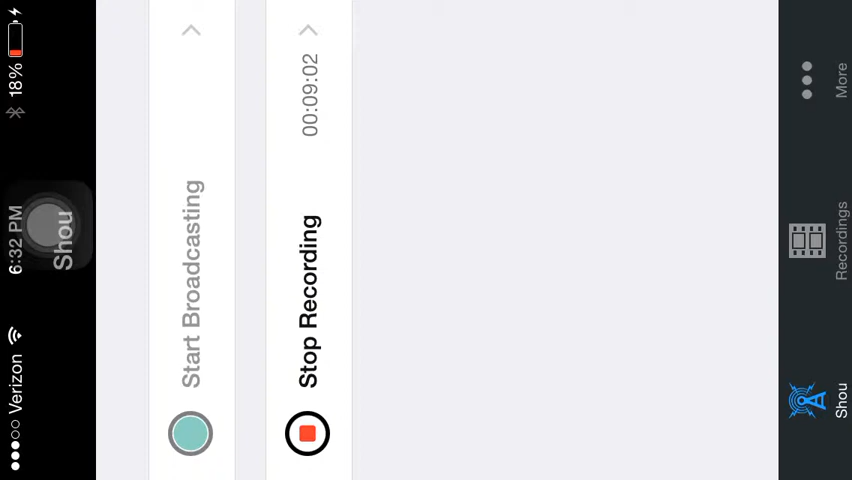 Verizon 6:32 PM 18%
Shou
Start Broadcasting
Stop Recording 00:09:02
Shou Recordings More